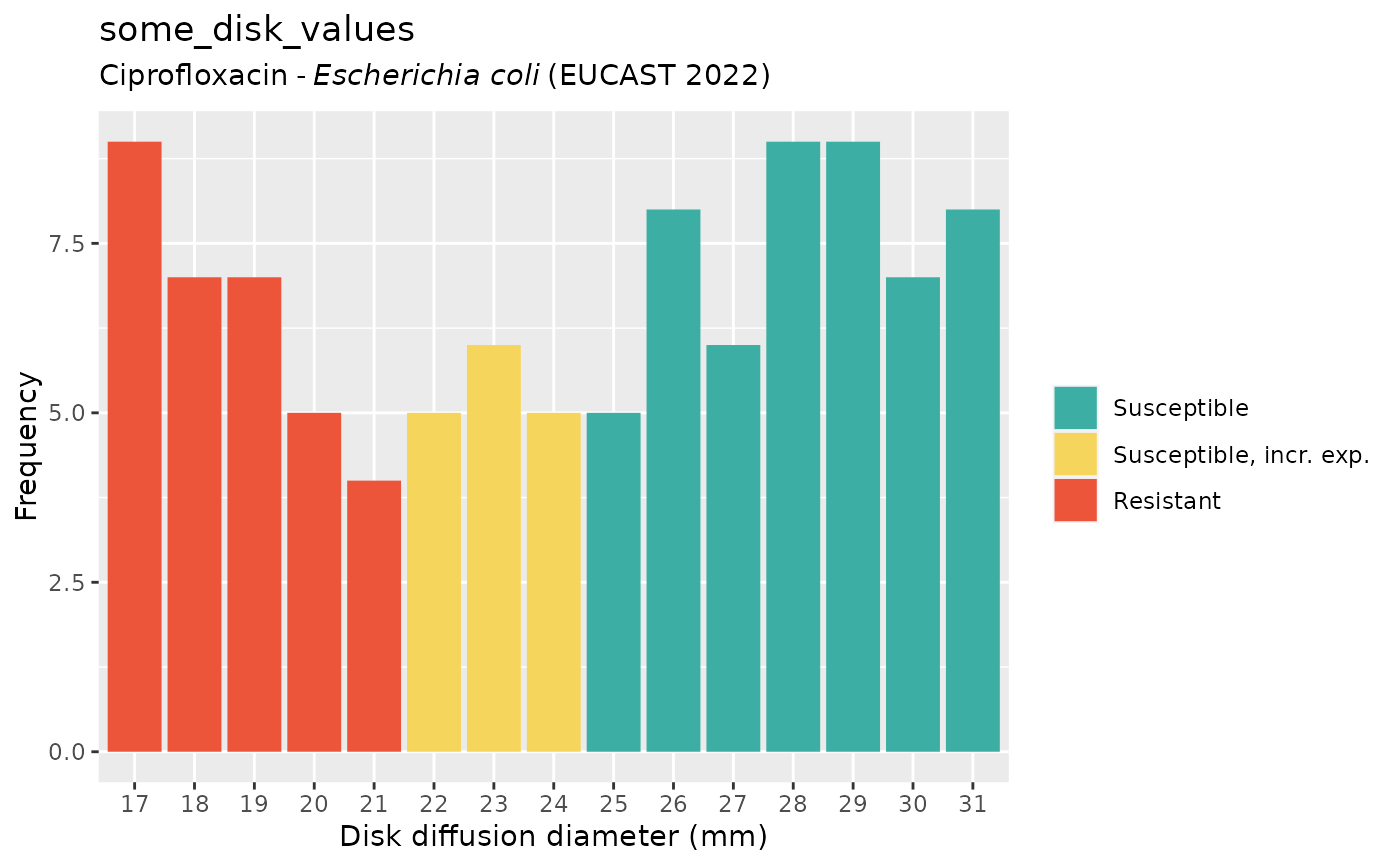 some_disk_values
Ciprofloxacin - Escherichia coli (EUCAST 2022)
Frequency
7.5
5.0
2.5
0.0
17 18 19 20 21 22 23 24 25 26 27 28 29 30 31
Disk diffusion diameter (mm)
Susceptible
Susceptible, incr. exp.
Resistant